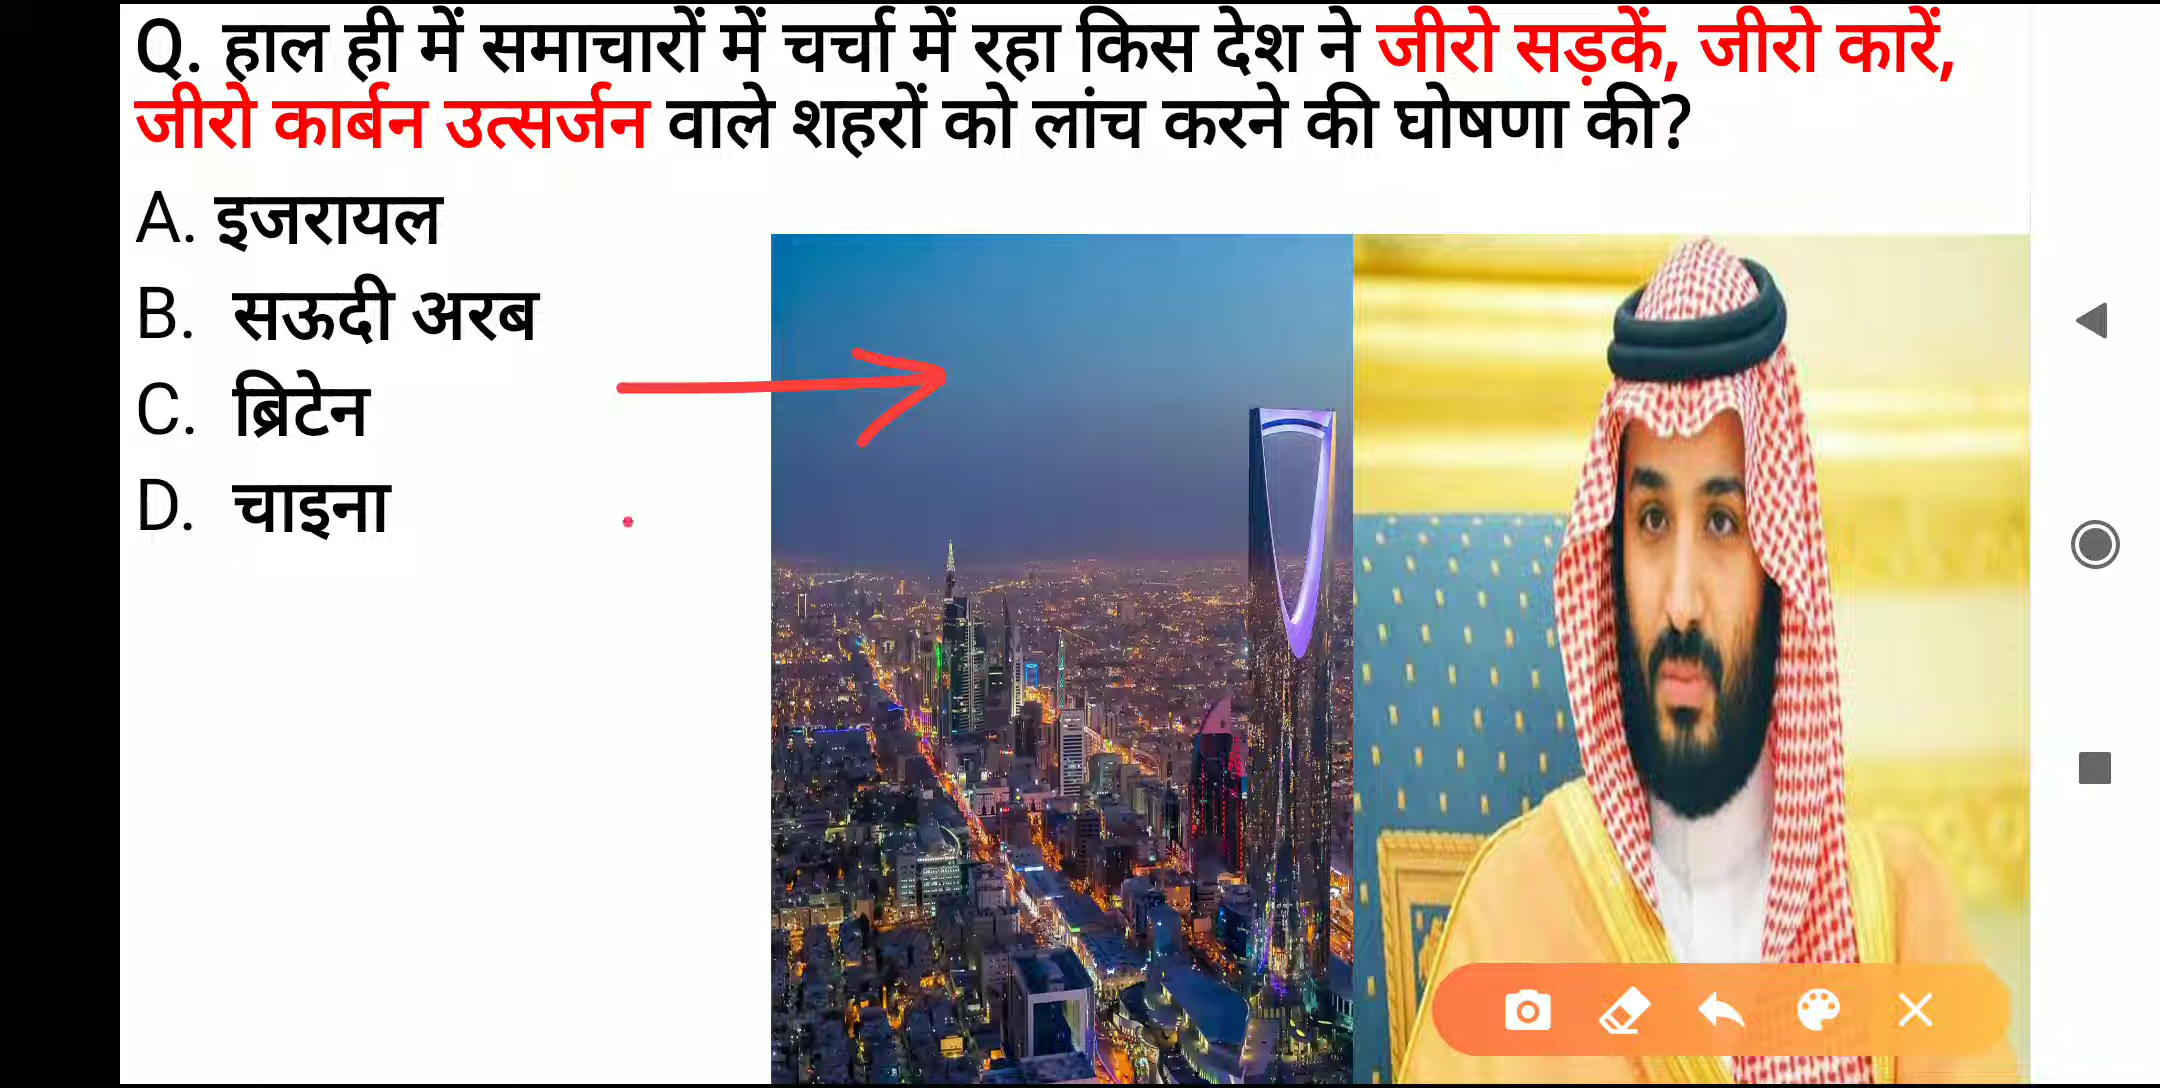 Q. हाल ही में समाचारों में चर्चा में रहा किस देश ने जीरो सड़कें, जीरो कारें,
जीरो कार्बन उत्सर्जन वाले शहरों को लांच करने की घोषणा की?
A. इजरायल
B. सऊदी अरब
C. ब्रिटेन
D. चाइना